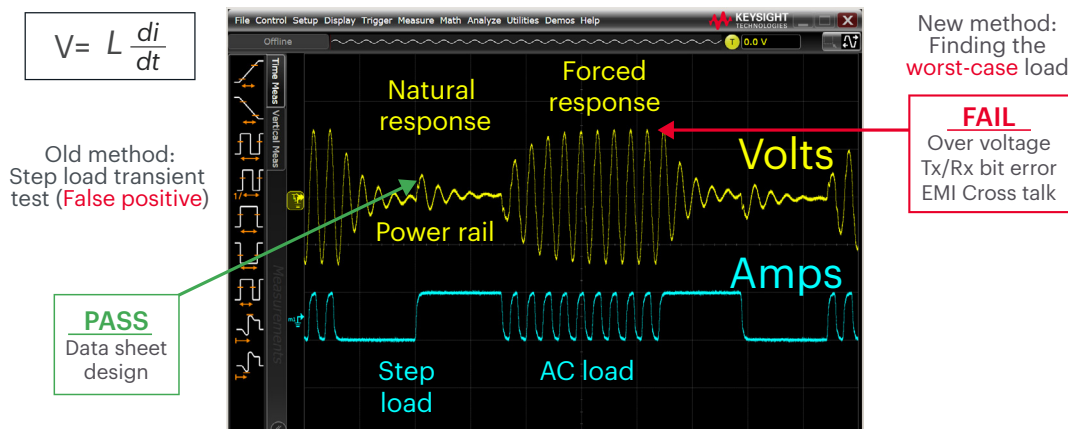 V= L di/dt
Old method:
Step load transient
test (False positive)
PASS
Data sheet
design
File Control Setup Display Trigger Measure Math Analyze Utilities Demos Help
KEYSIGHT
TECHNOLOGIES
Offline
T
0.0 V
Time Meas
Vertical Meas
Measurements
Natural
response
Forced
response
Volts
Power rail
Amps
Step
load
AC load
New method:
Finding the
worst-case load
FAIL
Over voltage
Tx/Rx bit error
EMI Cross talk